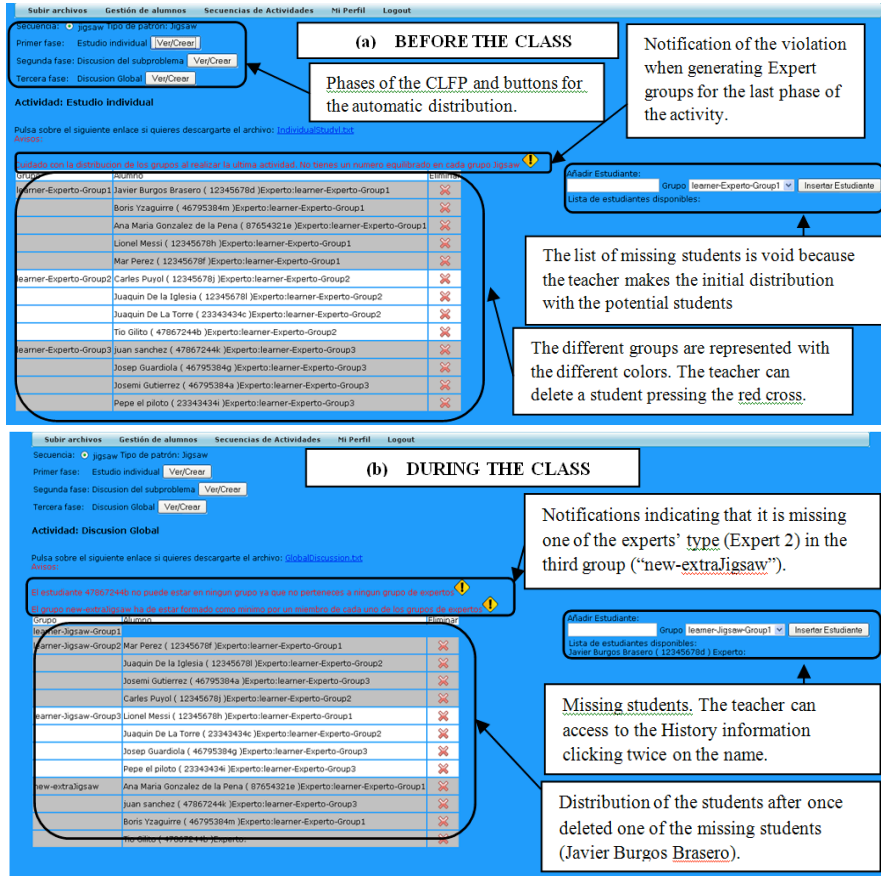 Subir archivos Gestión de alumnos Secuencias de Actividades Mi Perfil Logout
Secuencia: jigsaw Tipo de patrón: Jigsaw
Primer fase: Estudio individual Ver/Crear
Segunda fase: Discusion del subproblema Ver/Crear
Tercera fase: Discusion Global Ver/Crear
(a) BEFORE THE CLASS
Phases of the CLFP and buttons for
the automatic distribution.
Notification of the violation
when generating Expert
groups for the last phase of
the activity.
Actividad: Estudio individual
Pulsa sobre el siguiente enlace si quieres descargarte el archivo: IndividualStudyI.txt
Avisos:
Cuidado con la distribucion de los grupos al realizar la ultima actividad. No tienes un numero equilibrado en cada grupo Jigsaw
Grupo Alumno Eliminar
learner-Experto-Group1 Javier Burgos Brasero ( 12345678d )Experto:learner-Experto-Group1
Boris Yzaguirre ( 46795384m )Experto:learner-Experto-Group1
Ana Maria Gonzalez de la Pena ( 87654321e )Experto:learner-Experto-Group1
Lionel Messi ( 12345678h )Experto:learner-Experto-Group1
Mar Perez ( 12345678f )Experto:learner-Experto-Group1
learner-Experto-Group2 Carles Puyol ( 12345678j )Experto:learner-Experto-Group2
Juaquin De la Iglesia ( 12345678l )Experto:learner-Experto-Group2
Juaquin De La Torre ( 23343434c )Experto:learner-Experto-Group2
Tio Gilito ( 47867244b )Experto:learner-Experto-Group2
learner-Experto-Group3 juan sanchez ( 47867244k )Experto:learner-Experto-Group3
Josep Guardiola ( 46795384g )Experto:learner-Experto-Group3
Josemi Gutierrez ( 46795384a )Experto:learner-Experto-Group3
Pepe el piloto ( 23343434i )Experto:learner-Experto-Group3
Añadir Estudiante:
Grupo learner-Experto-Group1 Insertar Estudiante
Lista de estudiantes disponibles:
The list of missing students is void because
the teacher makes the initial distribution
with the potential students
The different groups are represented with
the different colors. The teacher can
delete a student pressing the red cross.
Subir archivos Gestión de alumnos Secuencias de Actividades Mi Perfil Logout
Secuencia: jigsaw Tipo de patrón: Jigsaw
Primer fase: Estudio individual Ver/Crear
Segunda fase: Discusion del subproblema Ver/Crear
Tercera fase: Discusion Global Ver/Crear
(b) DURING THE CLASS
Actividad: Discusion Global
Pulsa sobre el siguiente enlace si quieres descargarte el archivo: GlobalDiscussion.txt
Avisos:
El estudiante 47867244b no puede estar en ningun grupo ya que no perteneces a ningun grupo de expertos
El grupo new-extraJigsaw ha de estar formado como minimo por un miembro de cada uno de los grupos de expertos
Notifications indicating that it is missing
one of the experts' type (Expert 2) in the
third group ("new-extraJigsaw").
Grupo Alumno Eliminar
learner-Jigsaw-Group1
learner-Jigsaw-Group2 Mar Perez ( 12345678f )Experto:learner-Experto-Group1
Juaquin De la Iglesia ( 12345678l )Experto:learner-Experto-Group2
Josemi Gutierrez ( 46795384a )Experto:learner-Experto-Group3
Carles Puyol ( 12345678j )Experto:learner-Experto-Group2
learner-Jigsaw-Group3 Lionel Messi ( 12345678h )Experto:learner-Experto-Group1
Juaquin De La Torre ( 23343434c )Experto:learner-Experto-Group2
Josep Guardiola ( 46795384g )Experto:learner-Experto-Group3
Pepe el piloto ( 23343434i )Experto:learner-Experto-Group3
new-extraJigsaw Ana Maria Gonzalez de la Pena ( 87654321e )Experto:learner-Experto-Group1
juan sanchez ( 47867244k )Experto:learner-Experto-Group3
Boris Yzaguirre ( 46795384m )Experto:learner-Experto-Group1
Tio Gilito ( 47867244b )Experto:
Añadir Estudiante:
Grupo learner-Jigsaw-Group1 Insertar Estudiante
Lista de estudiantes disponibles:
Javier Burgos Brasero ( 12345678d ) Experto:
Missing students. The teacher can
access to the History information
clicking twice on the name.
Distribution of the students after once
deleted one of the missing students
(Javier Burgos Brasero).